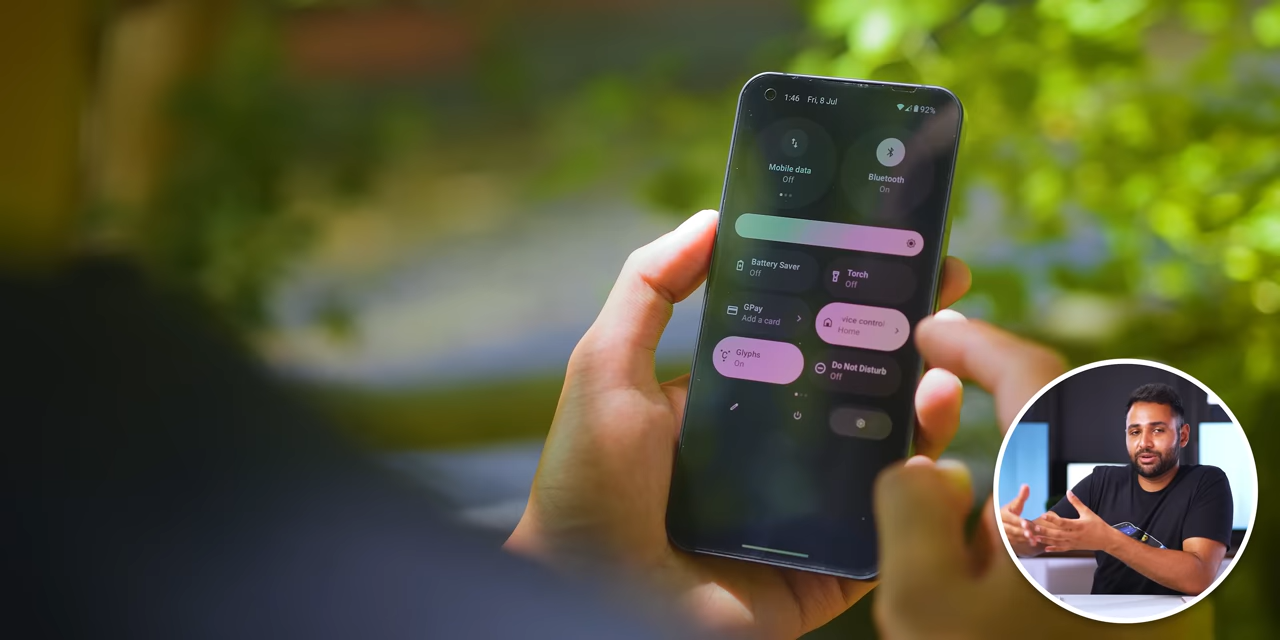 1:46 Fri, 8 Jul 92%
Mobile data
Off
Bluetooth
On
Battery Saver
Off
Torch
Off
GPay
Add a card
vice control
Home
Glyphs
On
Do Not Disturb
Off